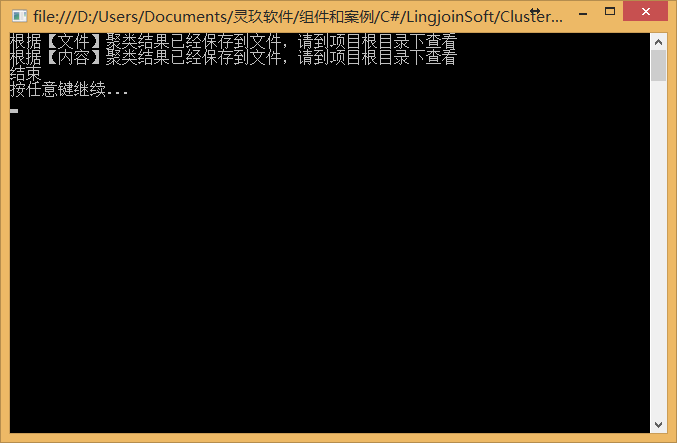 file:///D:/Users/Documents/灵玖软件/组件和案例/C#/LingjoinSoft/Cluster...
根据【文件】聚类结果已经保存到文件，请到项目根目录下查看
根据【内容】聚类结果已经保存到文件，请到项目根目录下查看
结束
按任意键继续...